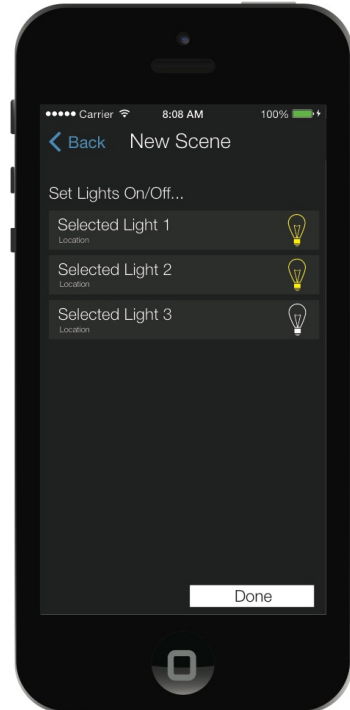 Carrier 8:08 AM 100%
Back New Scene
Set Lights On/Off...
Selected Light 1
Location
Selected Light 2
Location
Selected Light 3
Location
Done